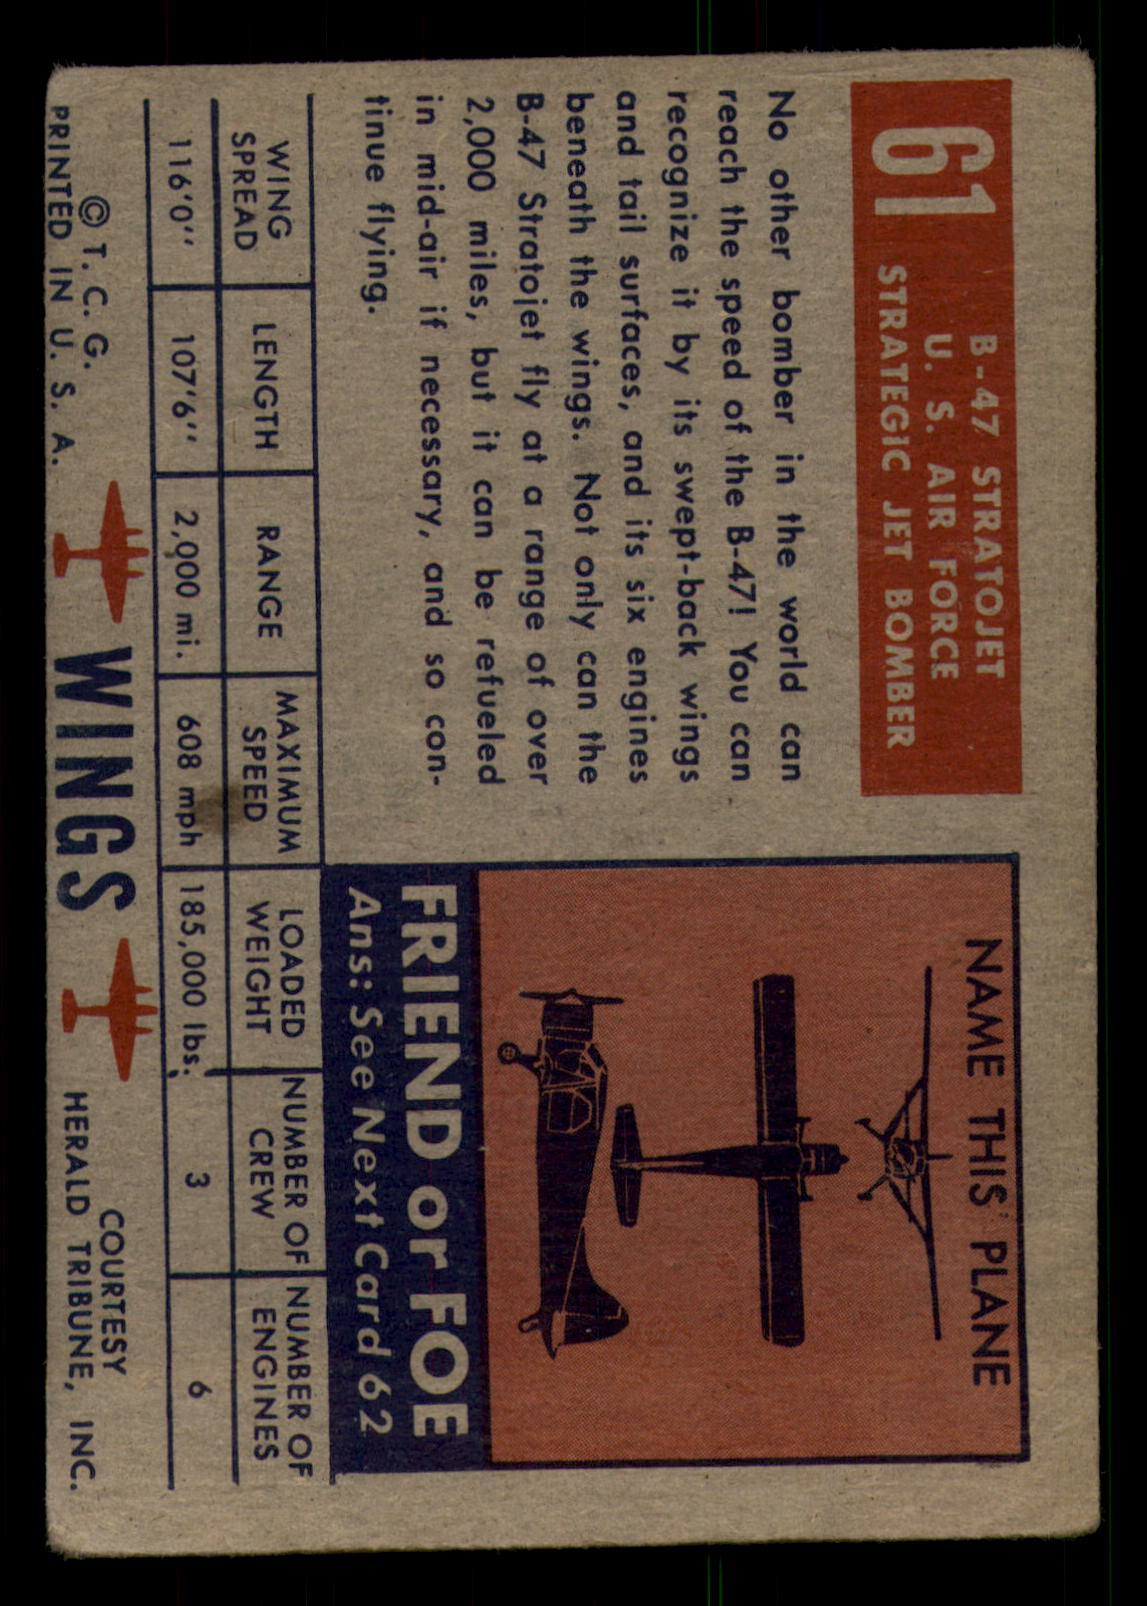 61
B-47 STRATOJET
U. S. AIR FORCE
STRATEGIC JET BOMBER
No other bomber in the world can
reach the speed of the B-47! You can
recognize it by its swept-back wings
and tail surfaces, and its six engines
beneath the wings. Not only can the
B-47 Stratojet fly at a range of over
2,000 miles, but it can be refueled
in mid-air if necessary, and so con-
tinue flying.
NAME THIS PLANE
FRIEND or FOE
Ans: See Next Card 62
WING SPREAD LENGTH RANGE MAXIMUM SPEED LOADED WEIGHT NUMBER OF CREW NUMBER OF ENGINES
116'0'' 107'6'' 2,000 mi. 608 mph 185,000 lbs. 3 6
© T. C. G.
PRINTED IN U. S. A.
WINGS
COURTESY
HERALD TRIBUNE, INC.